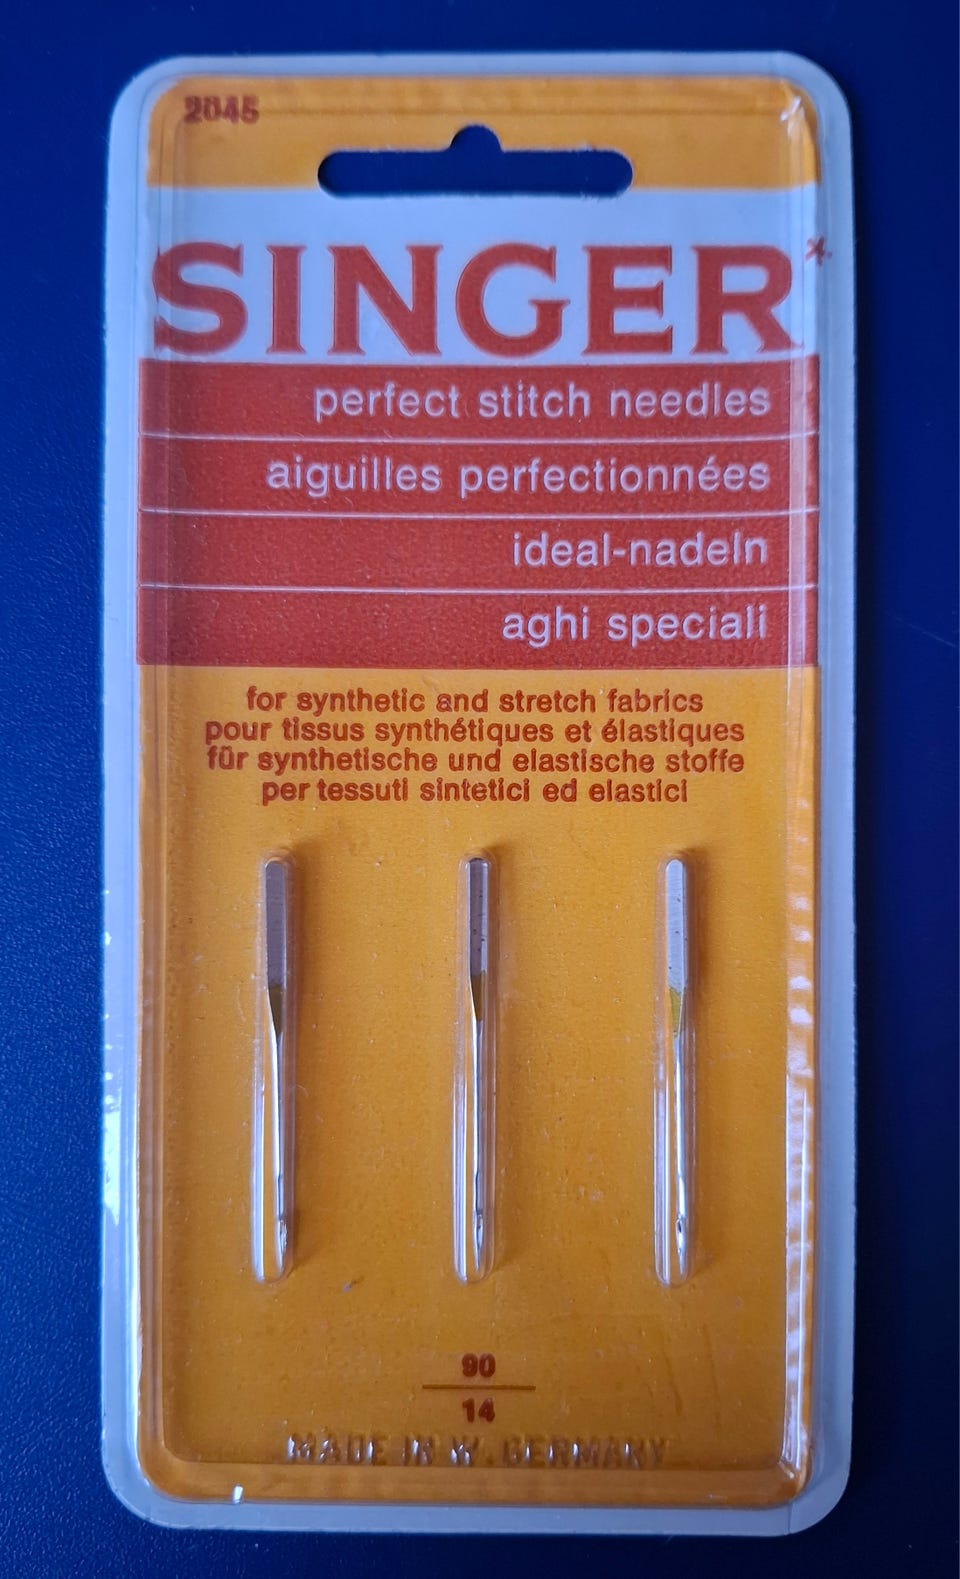 2045
SINGER*
perfect stitch needles
aiguilles perfectionnées
ideal-nadeln
aghi speciali
for synthetic and stretch fabrics
pour tissus synthétiques et élastiques
für synthetische und elastische stoffe
per tessuti sintetici ed elastici
90
14
MADE IN W. GERMANY